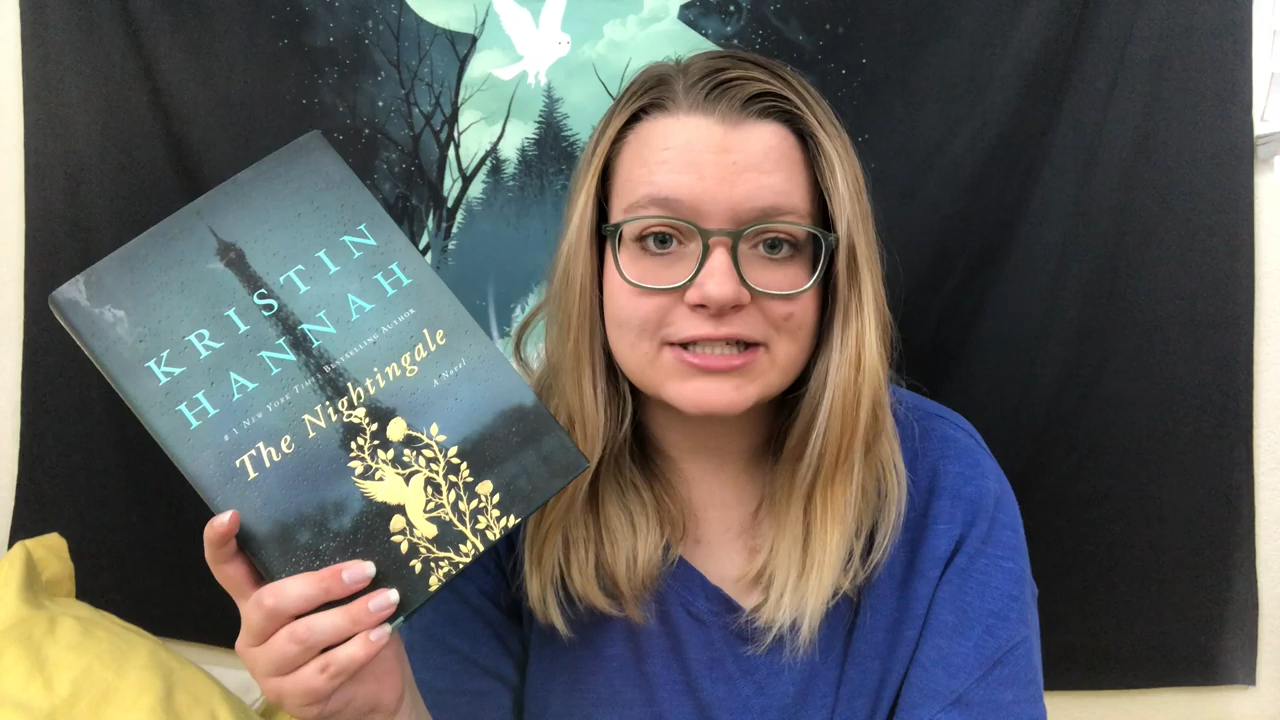 KRISTIN
HANNAH
#1 NEW YORK TIMES BESTSELLING AUTHOR
The Nightingale
A Novel